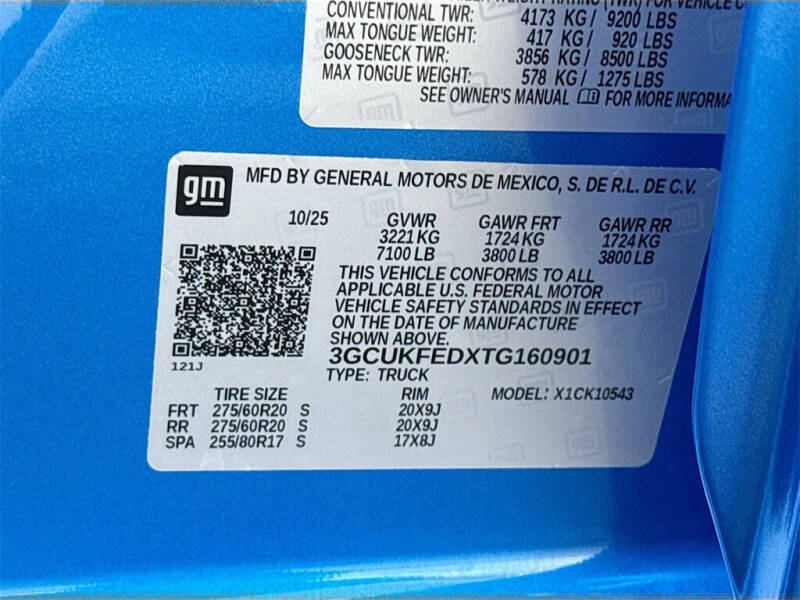 CONVENTIONAL TWR: 4173 KG / 9200 LBS
MAX TONGUE WEIGHT: 417 KG / 920 LBS
GOOSENECK TWR: 3856 KG / 8500 LBS
MAX TONGUE WEIGHT: 578 KG / 1275 LBS
SEE OWNER'S MANUAL FOR MORE INFORMA
gm MFD BY GENERAL MOTORS DE MEXICO, S. DE R.L. DE C.V.
10/25 GVWR GAWR FRT GAWR RR
3221 KG 1724 KG 1724 KG
7100 LB 3800 LB 3800 LB
THIS VEHICLE CONFORMS TO ALL
APPLICABLE U.S. FEDERAL MOTOR
VEHICLE SAFETY STANDARDS IN EFFECT
ON THE DATE OF MANUFACTURE
SHOWN ABOVE.
3GCUKFEDXTG160901
121J
TYPE: TRUCK
TIRE SIZE RIM MODEL: X1CK10543
FRT 275/60R20 S 20X9J
RR 275/60R20 S 20X9J
SPA 255/80R17 S 17X8J